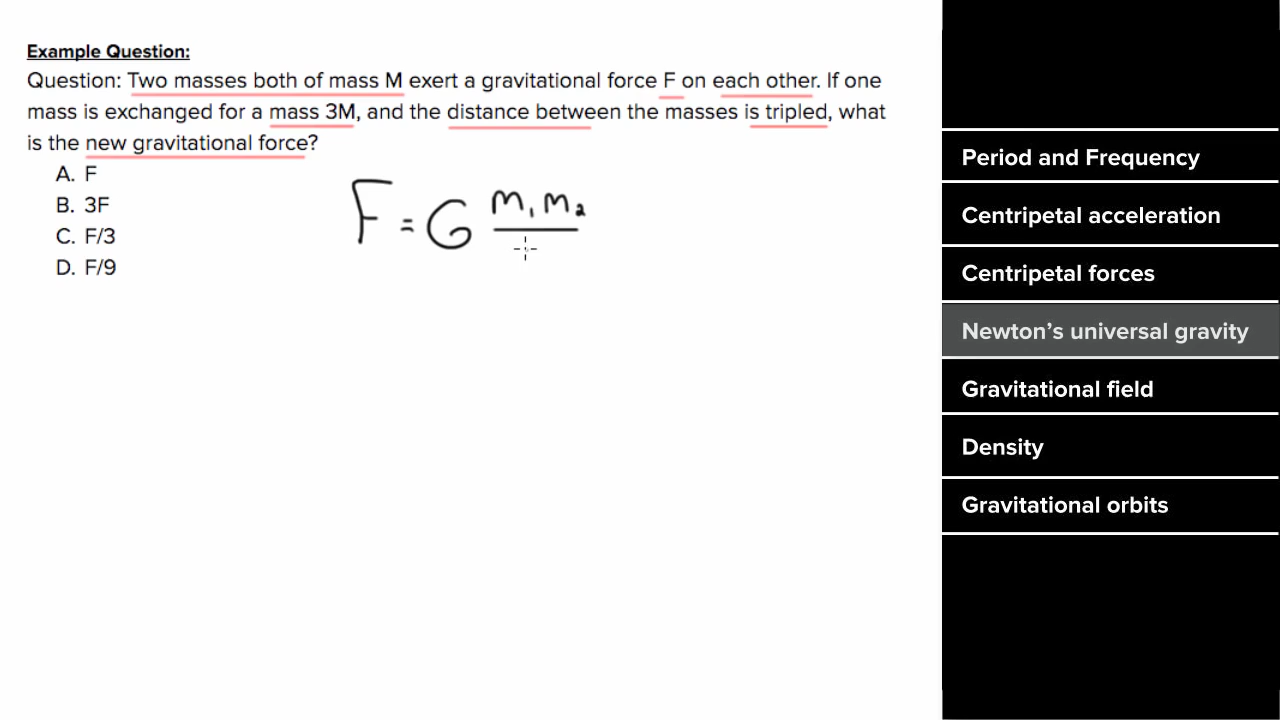 Example Question:
Question: Two masses both of mass M exert a gravitational force F on each other. If one
mass is exchanged for a mass 3M, and the distance between the masses is tripled, what
is the new gravitational force?
A. F
B. 3F
C. F/3
D. F/9
F = G m₁ m₂
Period and Frequency
Centripetal acceleration
Centripetal forces
Newton’s universal gravity
Gravitational field
Density
Gravitational orbits